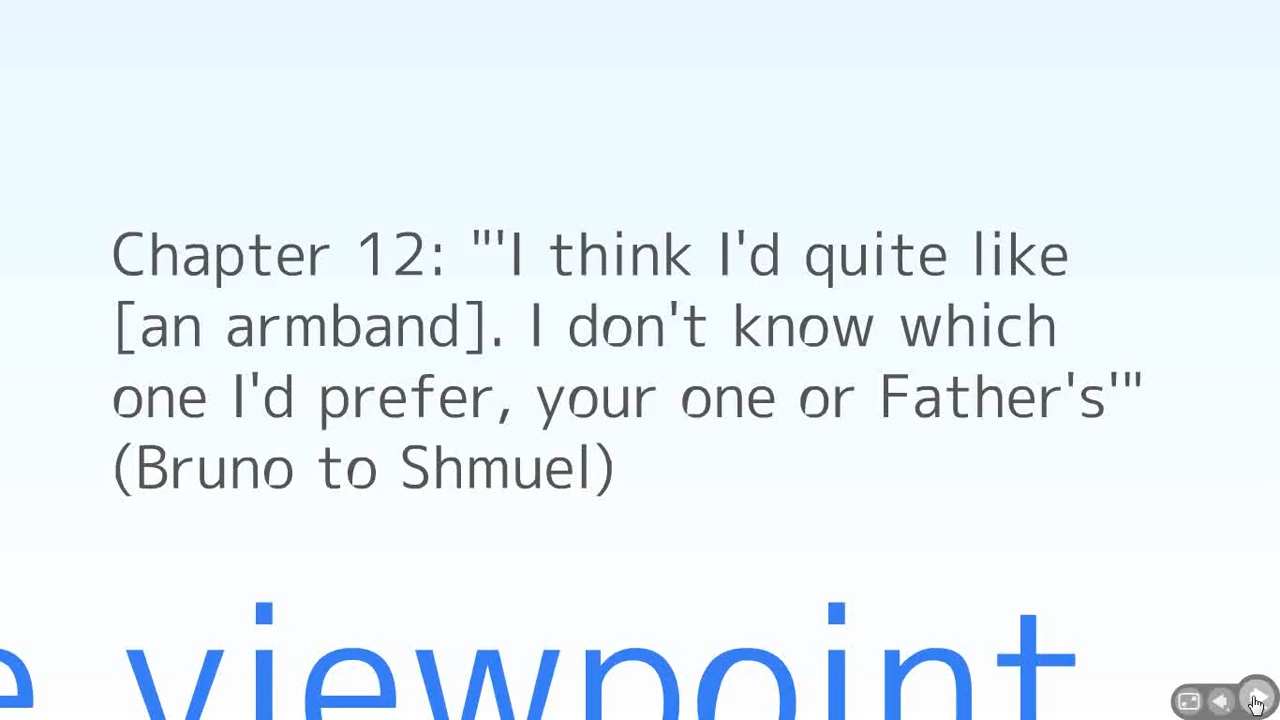 Chapter 12: "'I think I'd quite like
[an armband]. I don't know which
one I'd prefer, your one or Father's'"
(Bruno to Shmuel)
e viewpoint